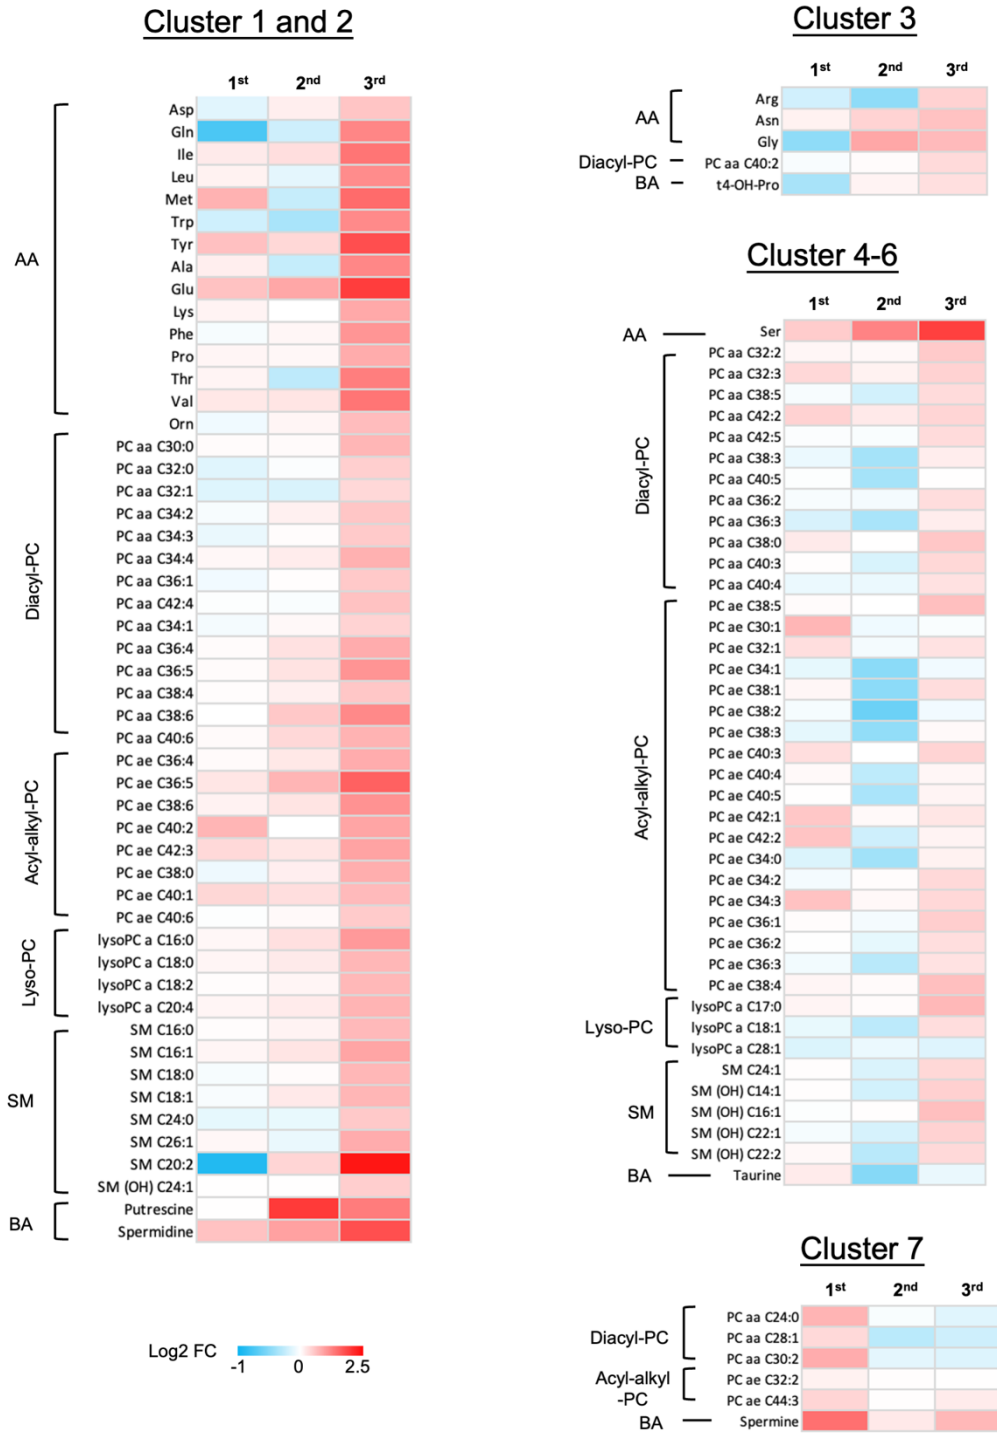 Cluster 1 and 2
1st 2nd 3rd
AA
Asp
Gln
Ile
Leu
Met
Trp
Tyr
Ala
Glu
Lys
Phe
Pro
Thr
Val
Orn
Diacyl-PC
PC aa C30:0
PC aa C32:0
PC aa C32:1
PC aa C34:2
PC aa C34:3
PC aa C34:4
PC aa C36:1
PC aa C42:4
PC aa C34:1
PC aa C36:4
PC aa C36:5
PC aa C38:4
PC aa C38:6
PC aa C40:6
Acyl-alkyl-PC
PC ae C36:4
PC ae C36:5
PC ae C38:6
PC ae C40:2
PC ae C42:3
PC ae C38:0
PC ae C40:1
PC ae C40:6
Lyso-PC
lysoPC a C16:0
lysoPC a C18:0
lysoPC a C18:2
lysoPC a C20:4
SM
SM C16:0
SM C16:1
SM C18:0
SM C18:1
SM C24:0
SM C26:1
SM C20:2
SM (OH) C24:1
BA
Putrescine
Spermidine
Log2 FC
-1 0 2.5
Cluster 3
1st 2nd 3rd
AA
Arg
Asn
Gly
Diacyl-PC
PC aa C40:2
BA
t4-OH-Pro
Cluster 4-6
1st 2nd 3rd
AA
Ser
Diacyl-PC
PC aa C32:2
PC aa C32:3
PC aa C38:5
PC aa C42:2
PC aa C42:5
PC aa C38:3
PC aa C40:5
PC aa C36:2
PC aa C36:3
PC aa C38:0
PC aa C40:3
PC aa C40:4
Acyl-alkyl-PC
PC ae C38:5
PC ae C30:1
PC ae C32:1
PC ae C34:1
PC ae C38:1
PC ae C38:2
PC ae C38:3
PC ae C40:3
PC ae C40:4
PC ae C40:5
PC ae C42:1
PC ae C42:2
PC ae C34:0
PC ae C34:2
PC ae C34:3
PC ae C36:1
PC ae C36:2
PC ae C36:3
PC ae C38:4
Lyso-PC
lysoPC a C17:0
lysoPC a C18:1
lysoPC a C28:1
SM
SM C24:1
SM (OH) C14:1
SM (OH) C16:1
SM (OH) C22:1
SM (OH) C22:2
BA
Taurine
Cluster 7
1st 2nd 3rd
Diacyl-PC
PC aa C24:0
PC aa C28:1
PC aa C30:2
Acyl-alkyl
-PC
PC ae C32:2
PC ae C44:3
BA
Spermine